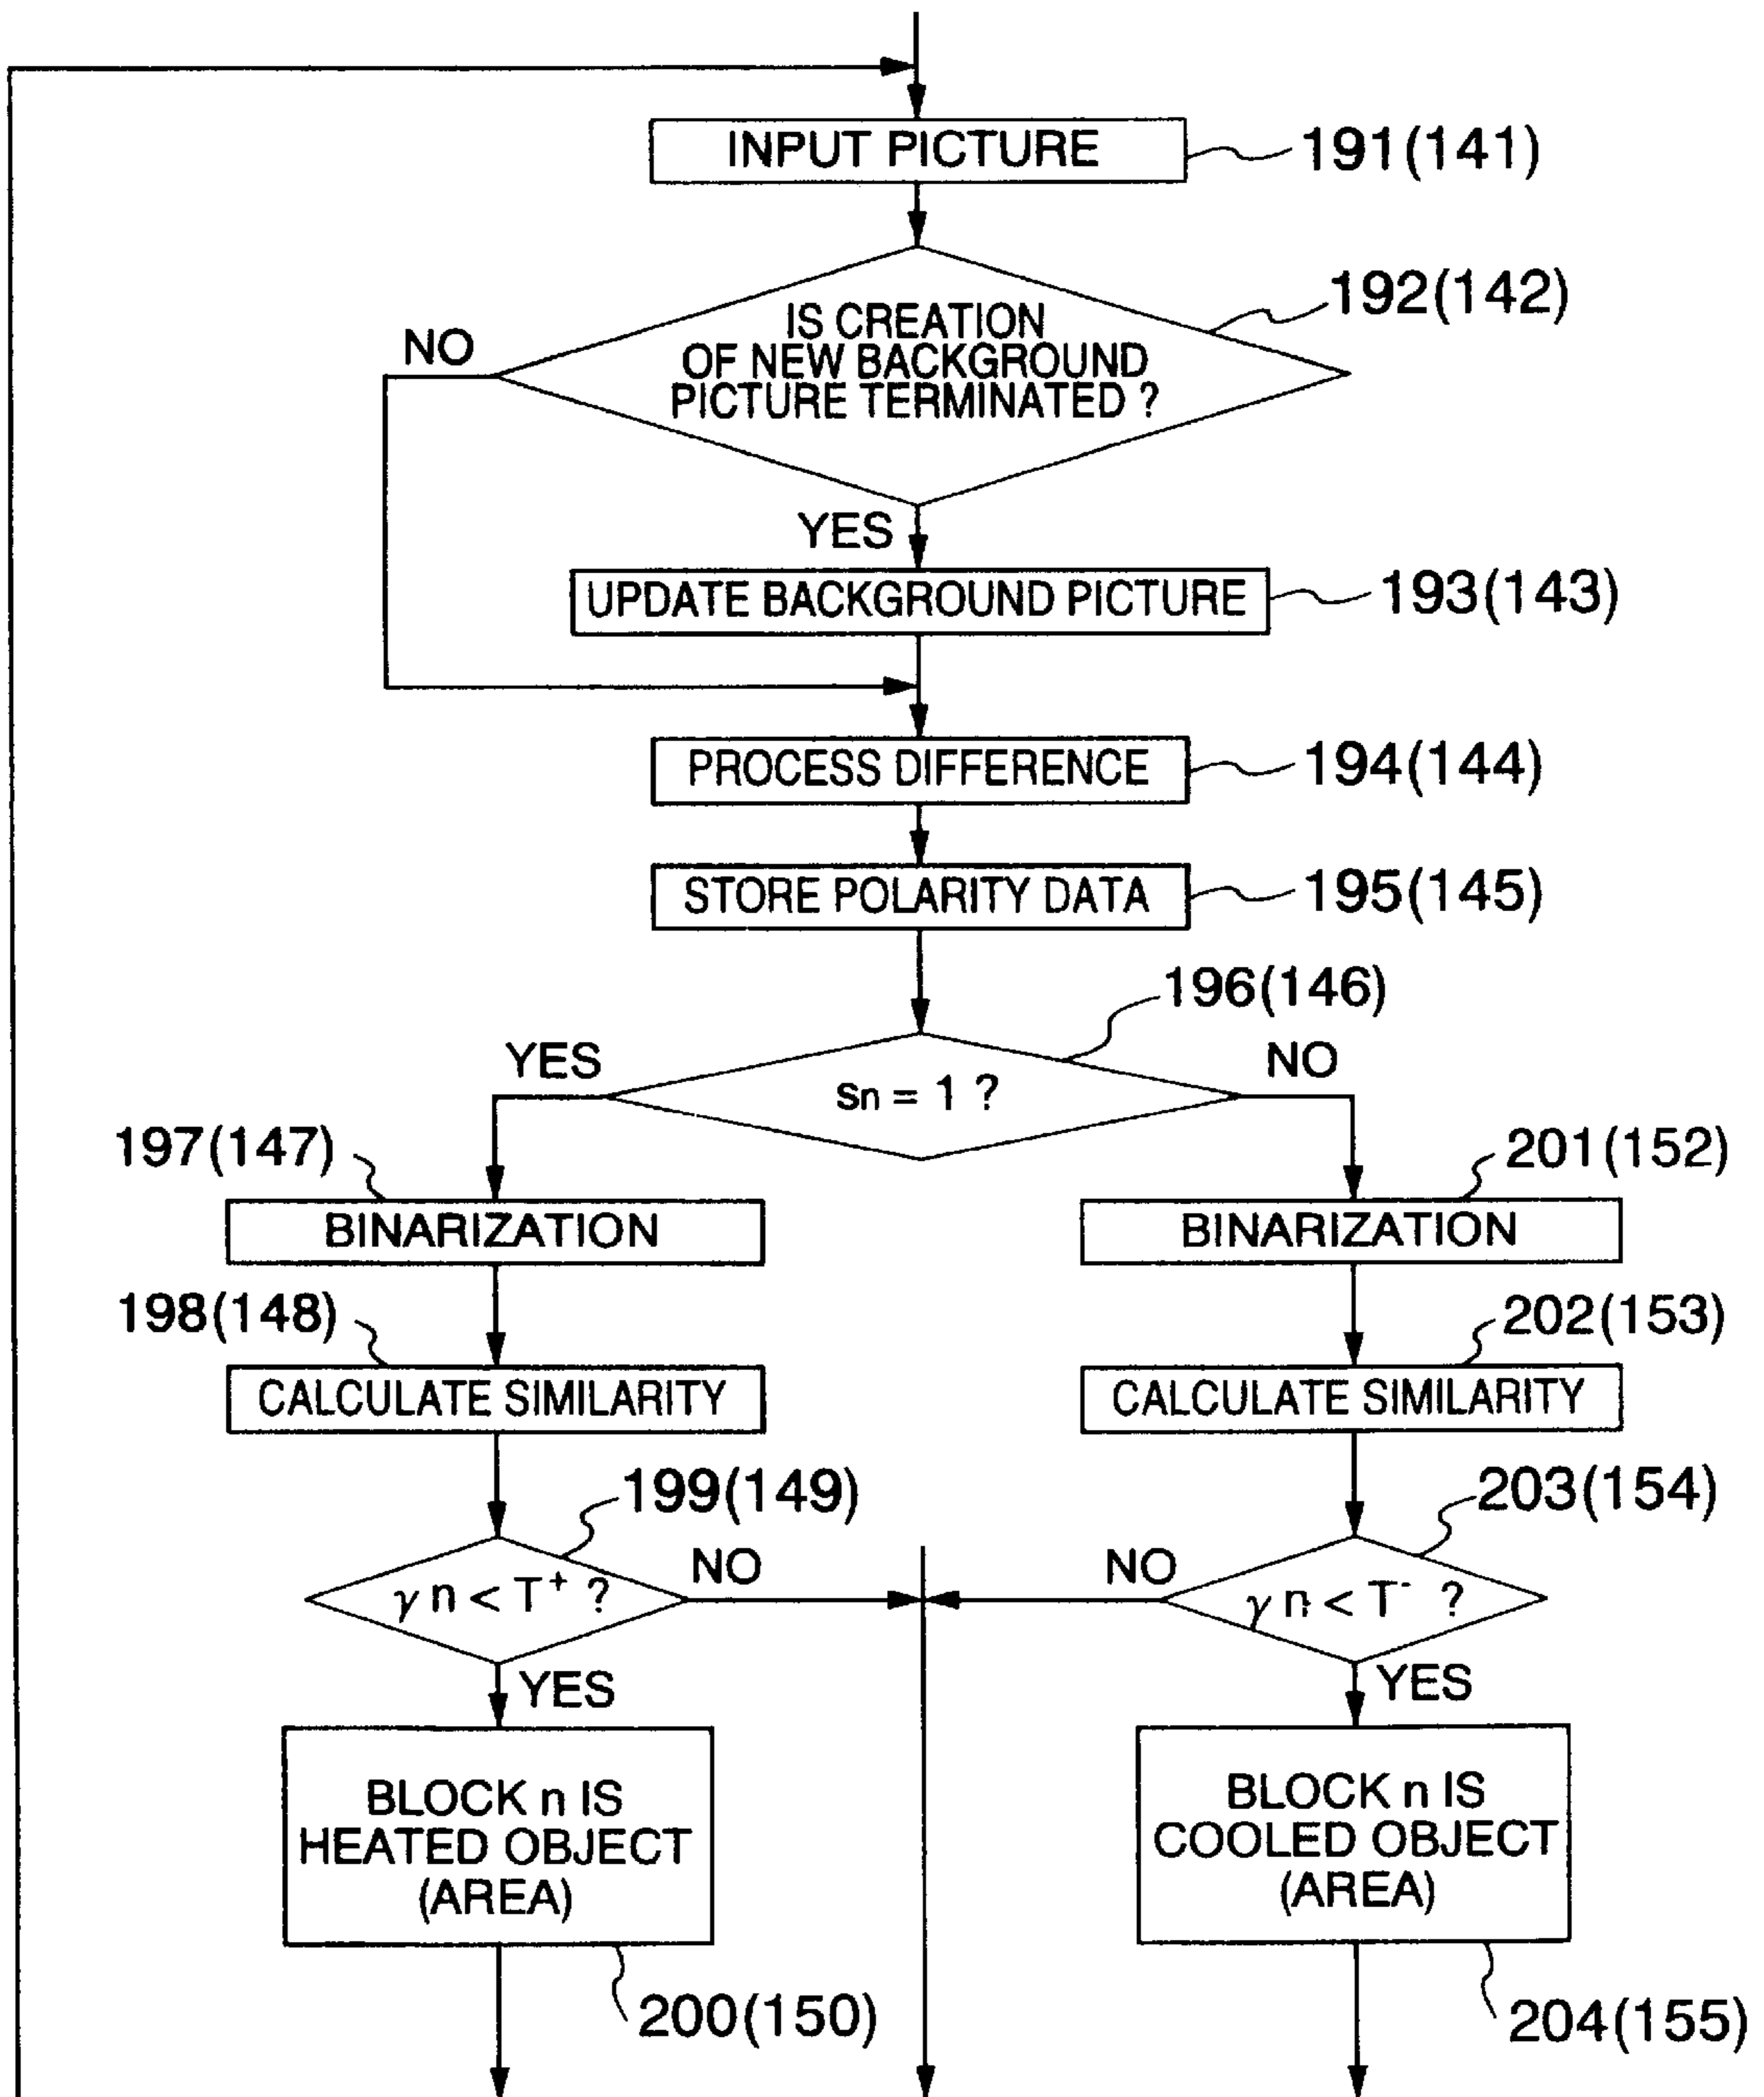 INPUT PICTURE
191(141)
192(142)
IS CREATION
OF NEW BACKGROUND
PICTURE TERMINATED ?
NO
YES
UPDATE BACKGROUND PICTURE
193(143)
PROCESS DIFFERENCE
194(144)
STORE POLARITY DATA
195(145)
196(146)
YES
NO
sn = 1 ?
197(147)
201(152)
BINARIZATION
BINARIZATION
198(148)
202(153)
CALCULATE SIMILARITY
CALCULATE SIMILARITY
199(149)
203(154)
NO
NO
γ n < T⁺ ?
γ n < T⁻ ?
YES
YES
BLOCK n IS
HEATED OBJECT
(AREA)
BLOCK n IS
COOLED OBJECT
(AREA)
200(150)
204(155)